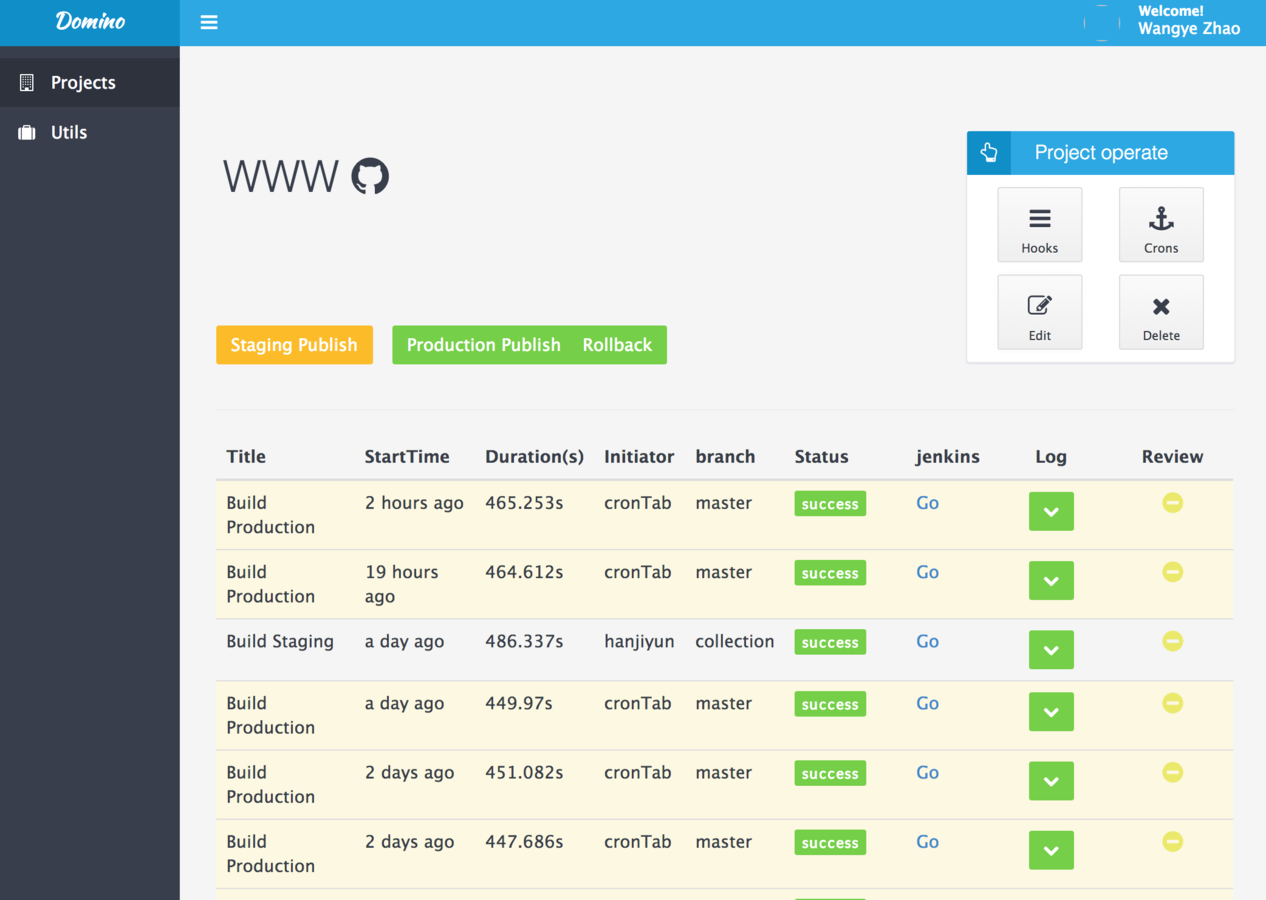 Domino
Welcome!
Wangye Zhao
Projects
Utils
WWW
Project operate
Hooks
Crons
Edit
Delete
Staging Publish
Production Publish
Rollback
Title StartTime Duration(s) Initiator branch Status jenkins Log Review
Build 2 hours ago 465.253s cronTab master success Go
Production
Build 19 hours 464.612s cronTab master success Go
Production ago
Build Staging a day ago 486.337s hanjiyun collection success Go
Build a day ago 449.97s cronTab master success Go
Production
Build 2 days ago 451.082s cronTab master success Go
Production
Build 2 days ago 447.686s cronTab master success Go
Production